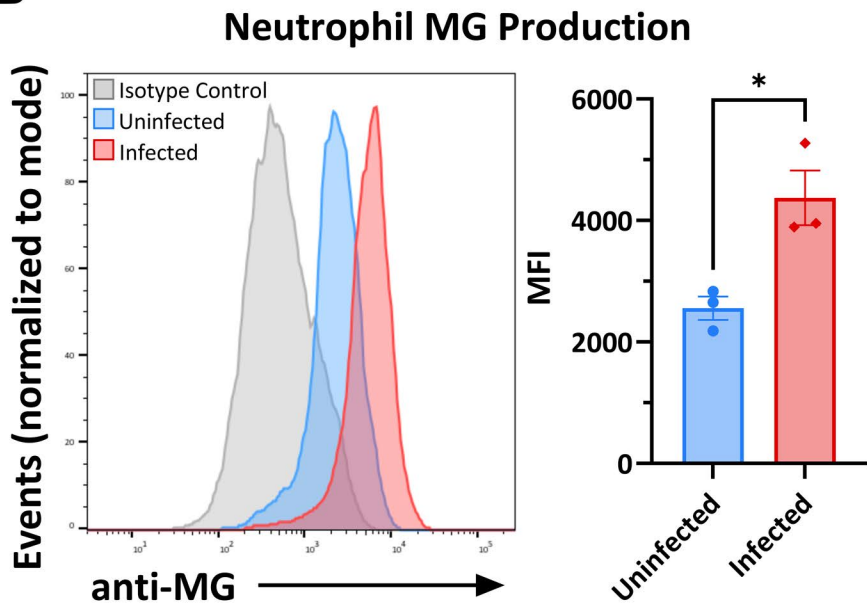 Neutrophil MG Production
Events (normalized to mode)
100
80
60
40
20
0
Isotype Control
Uninfected
Infected
10¹
10²
10³
10⁴
10⁵
anti-MG
MFI
6000
4000
2000
0
*
Uninfected
Infected